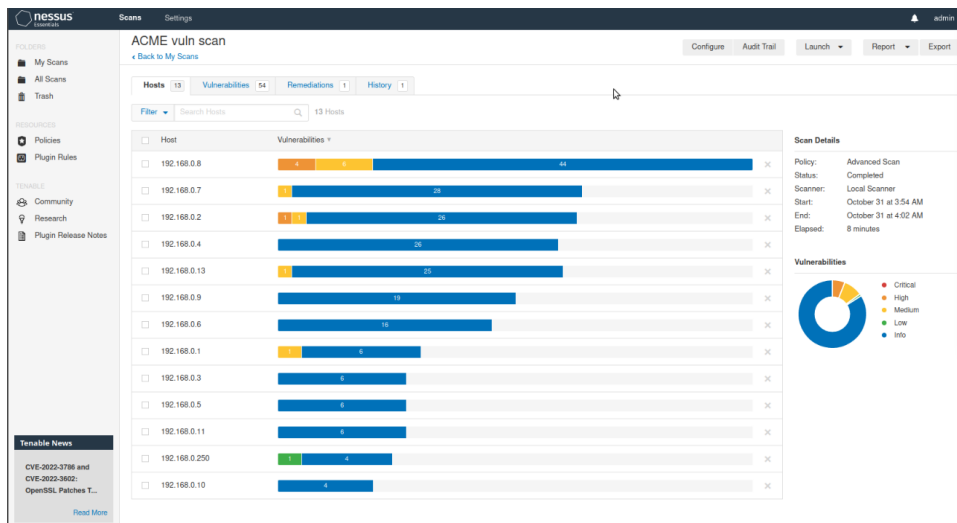 nessus
Essentials
Scans
Settings
admin
FOLDERS
My Scans
All Scans
Trash
RESOURCES
Policies
Plugin Rules
TENABLE
Community
Research
Plugin Release Notes
Tenable News
CVE-2022-3786 and
CVE-2022-3602:
OpenSSL Patches T...
Read More
ACME vuln scan
Back to My Scans
Configure
Audit Trail
Launch
Report
Export
Hosts 13
Vulnerabilities 54
Remediations 1
History 1
Filter
Search Hosts
13 Hosts
Host Vulnerabilities
192.168.0.8 4 6 44
192.168.0.7 1 28
192.168.0.2 1 1 26
192.168.0.4 26
192.168.0.13 1 25
192.168.0.9 19
192.168.0.6 16
192.168.0.1 1 6
192.168.0.3 6
192.168.0.5 6
192.168.0.11 6
192.168.0.250 1 4
192.168.0.10 4
Scan Details
Policy: Advanced Scan
Status: Completed
Scanner: Local Scanner
Start: October 31 at 3:54 AM
End: October 31 at 4:02 AM
Elapsed: 8 minutes
Vulnerabilities
Critical
High
Medium
Low
Info